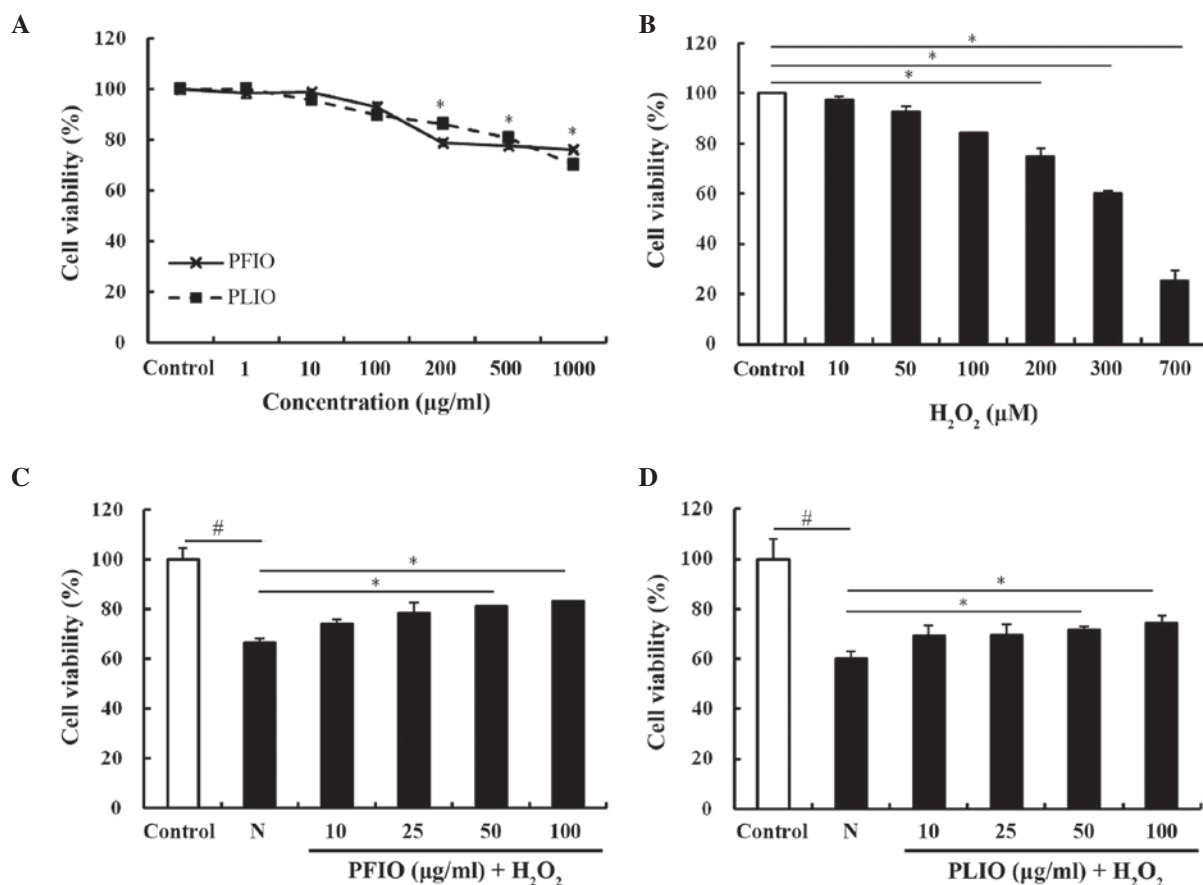 A
Cell viability (%)
120
100
80
60
40
20
0
* * *
PFIO
PLIO
Control 1 10 100 200 500 1000
Concentration (µg/ml)
B
Cell viability (%)
120
100
80
60
40
20
0
*
*
*
Control 10 50 100 200 300 700
H₂O₂ (µM)
C
Cell viability (%)
120
100
80
60
40
20
0
#
*
*
Control N 10 25 50 100
PFIO (µg/ml) + H₂O₂
D
Cell viability (%)
120
100
80
60
40
20
0
#
*
*
Control N 10 25 50 100
PLIO (µg/ml) + H₂O₂